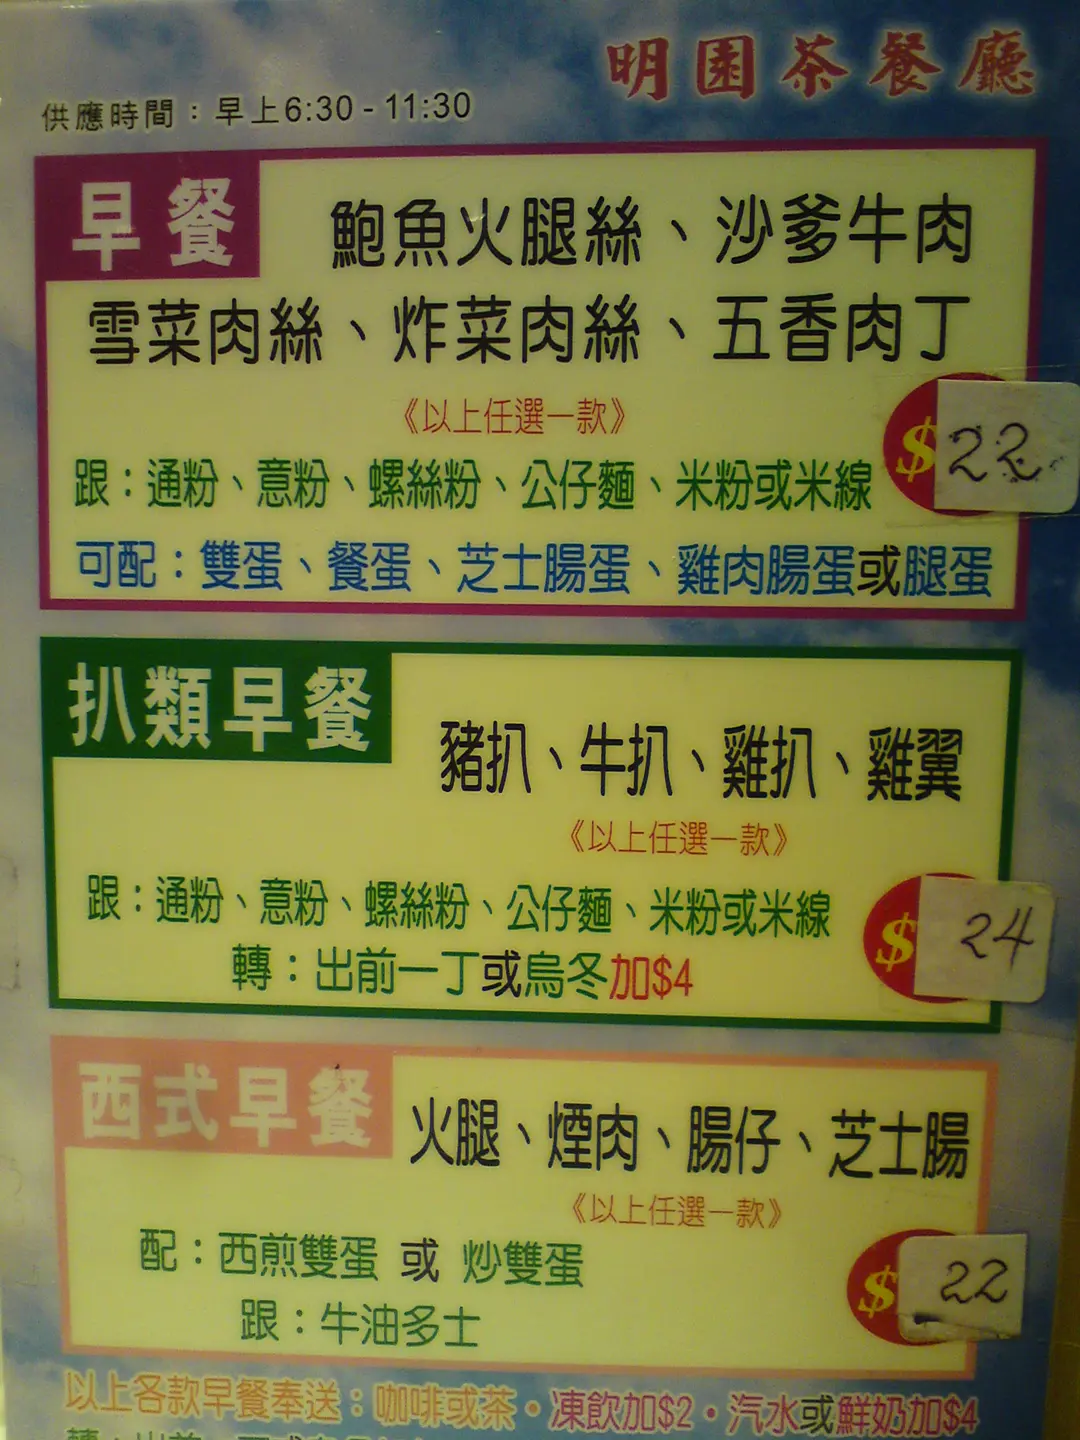 明園茶餐廳
供應時間：早上6:30 - 11:30
早餐
鮑魚火腿絲、沙爹牛肉
雪菜肉絲、炸菜肉絲、五香肉丁
《以上任選一款》
跟：通粉、意粉、螺絲粉、公仔麵、米粉或米線
$22
可配：雙蛋、餐蛋、芝士腸蛋、雞肉腸蛋或腿蛋
扒類早餐
豬扒、牛扒、雞扒、雞翼
《以上任選一款》
跟：通粉、意粉、螺絲粉、公仔麵、米粉或米線
$24
轉：出前一丁或烏冬加$4
西式早餐
火腿、煙肉、腸仔、芝士腸
《以上任選一款》
配：西煎雙蛋 或 炒雙蛋
$22
跟：牛油多士
以上各款早餐奉送：咖啡或茶・凍飲加$2・汽水或鮮奶加$4